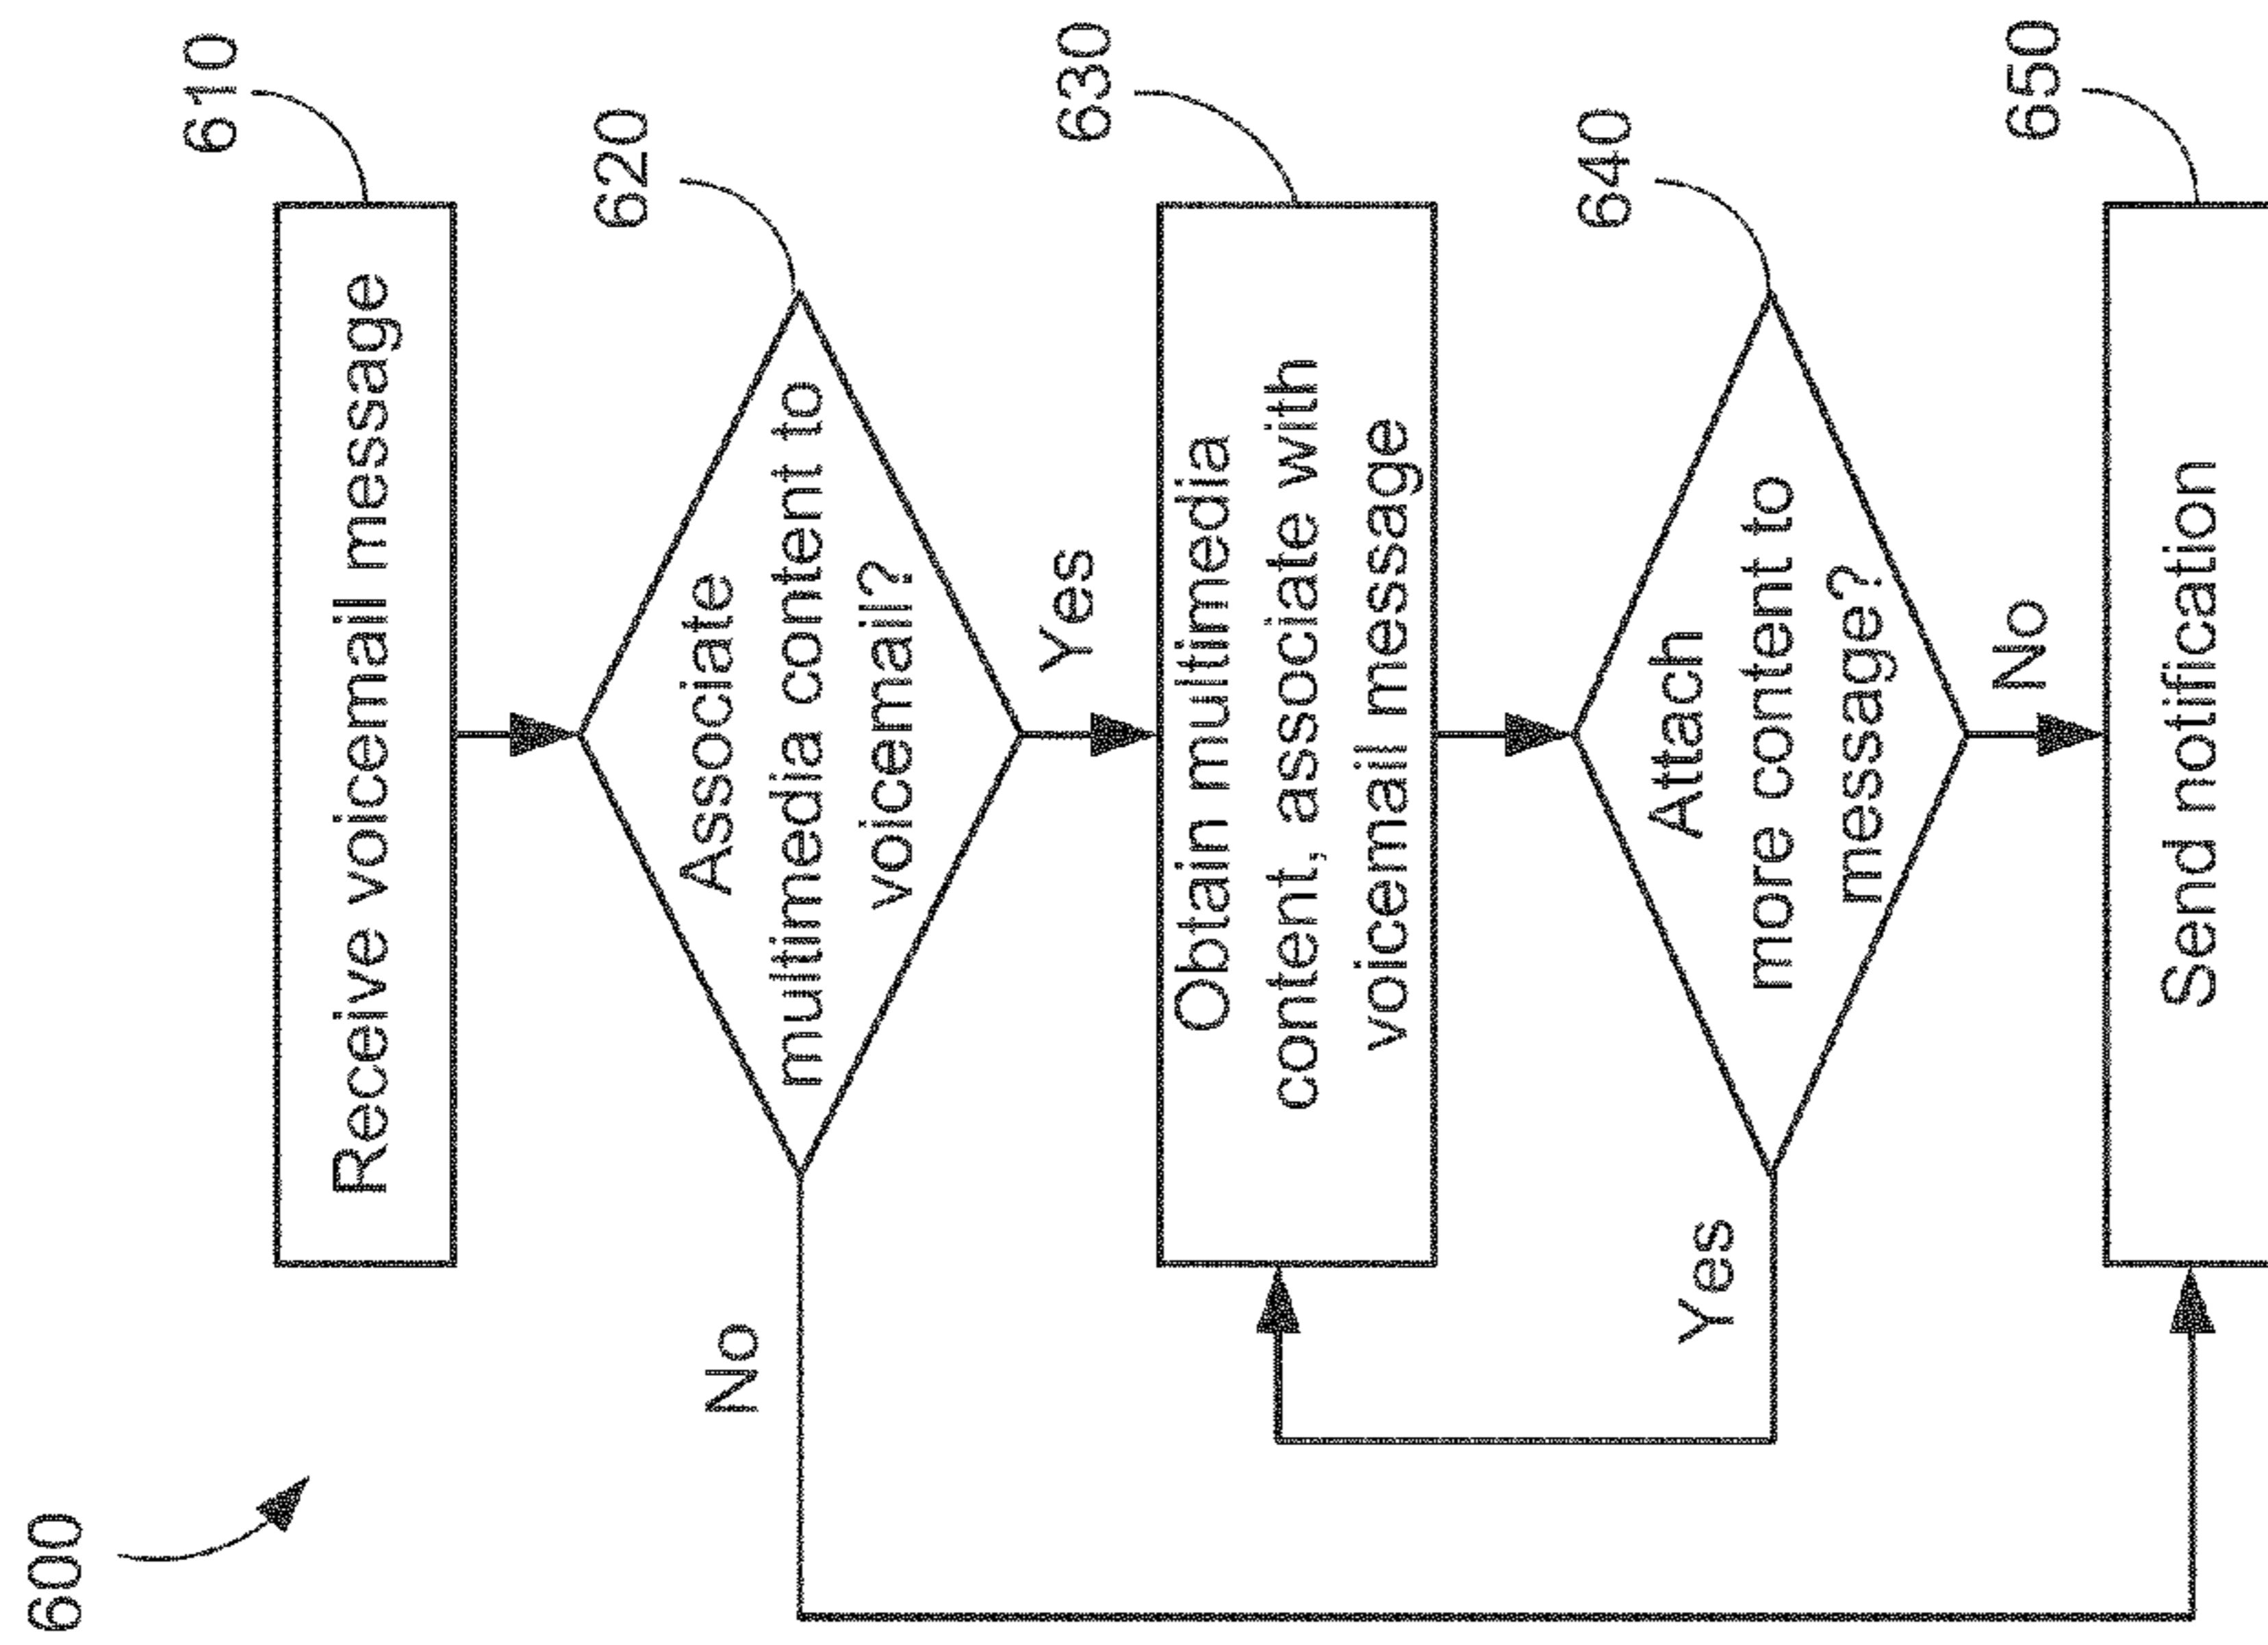 600
610
Receive voicemail message
620
Associate
multimedia content to
voicemail?
No
Yes
630
Obtain multimedia
content, associate with
voicemail message
640
Attach
more content to
message?
Yes
No
650
Send notification